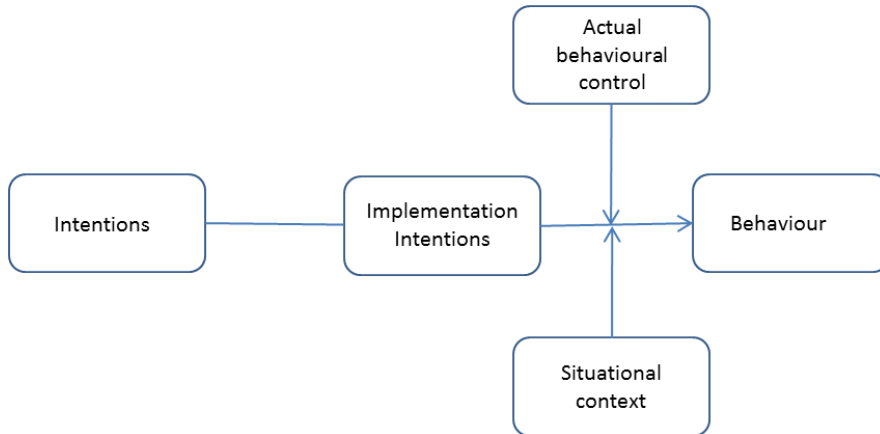 Actual
behavioural
control
Intentions
Implementation
Intentions
Behaviour
Situational
context